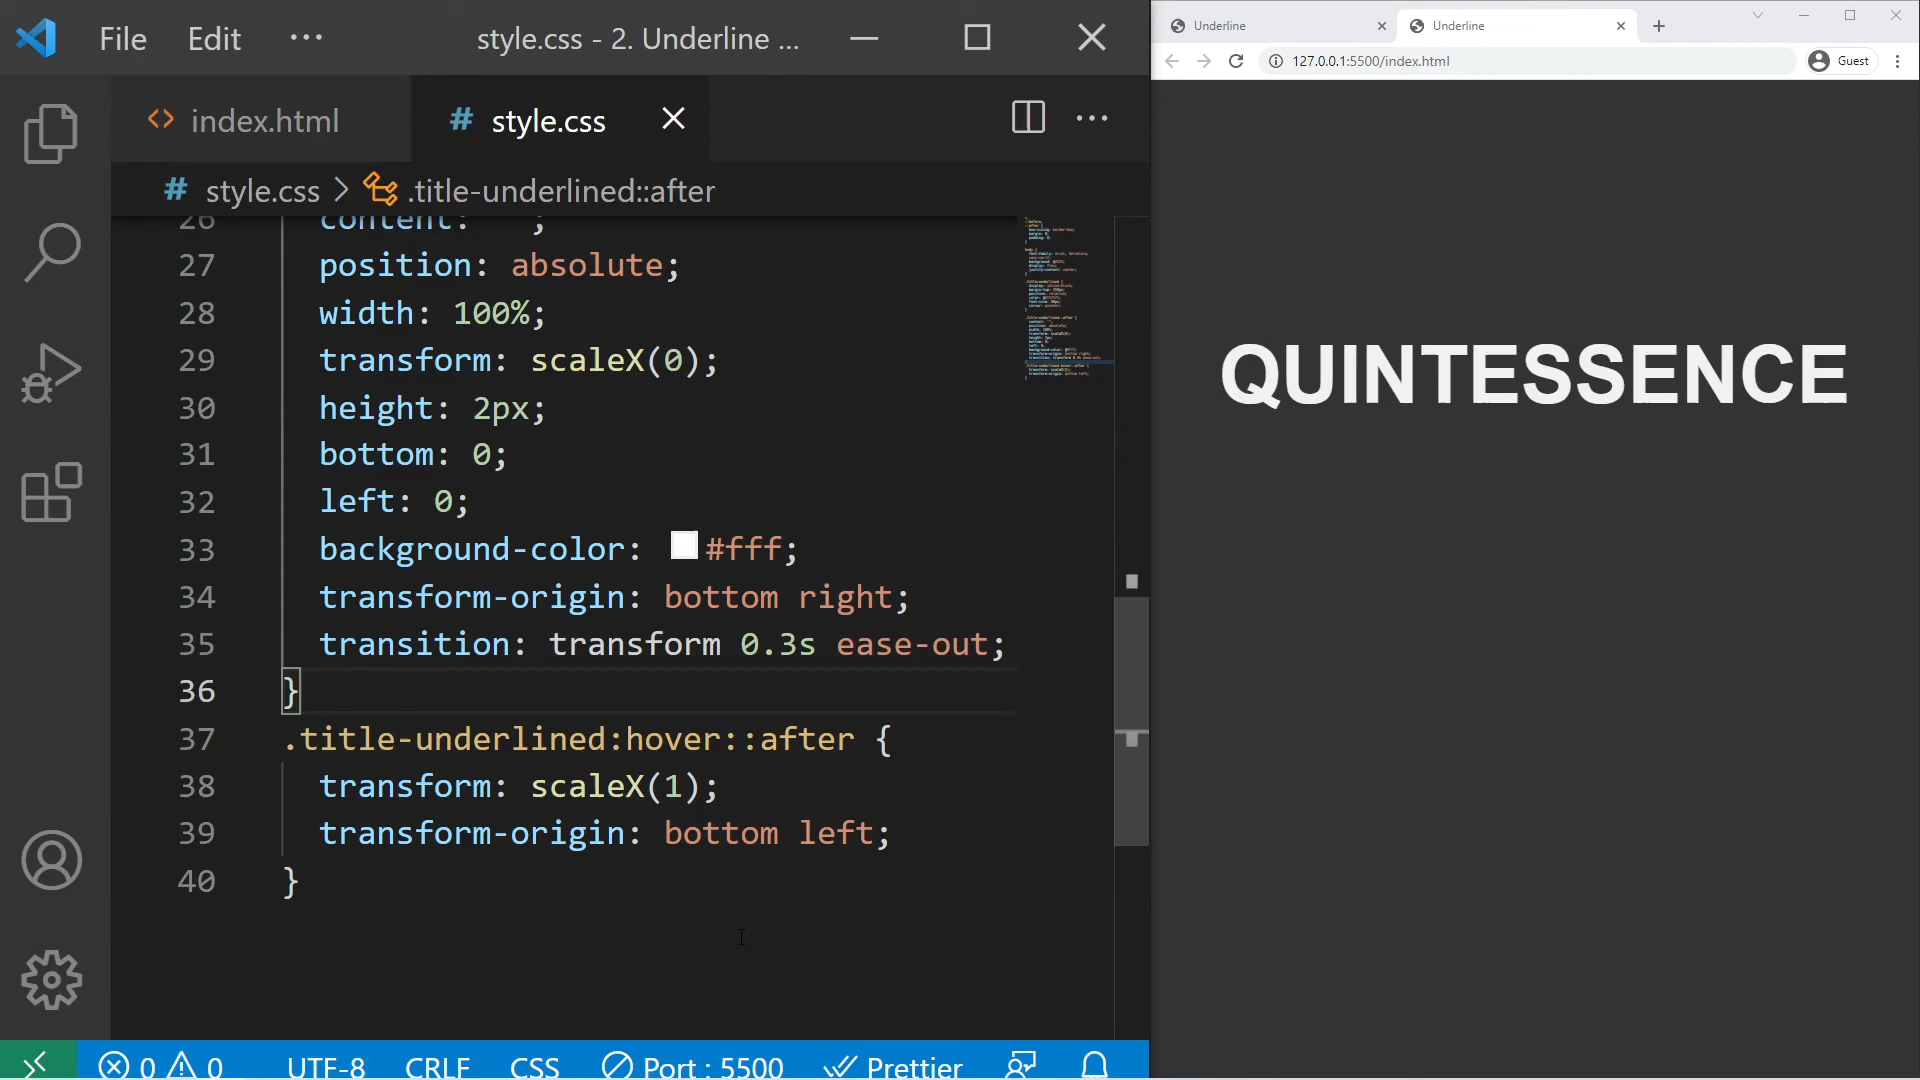 File Edit ··· style.css - 2. Underline ...
index.html
style.css
style.css > .title-underlined::after
26 content: "";
27 position: absolute;
28 width: 100%;
29 transform: scaleX(0);
30 height: 2px;
31 bottom: 0;
32 left: 0;
33 background-color: #fff;
34 transform-origin: bottom right;
35 transition: transform 0.3s ease-out;
36 }
37 .title-underlined:hover::after {
38 transform: scaleX(1);
39 transform-origin: bottom left;
40 }
0 0 UTF-8 CRLF CSS Port : 5500 Prettier
Underline
Underline
127.0.0.1:5500/index.html
Guest
QUINTESSENCE